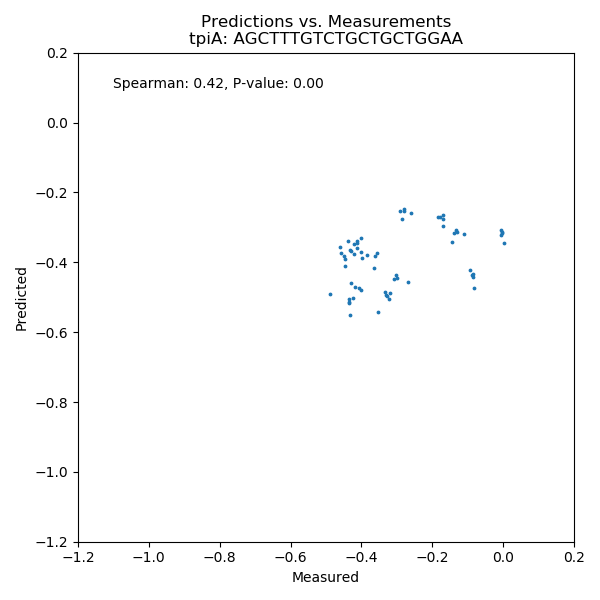 Predictions vs. Measurements
tpiA: AGCTTTGTCTGCTGCTGGAA
Spearman: 0.42, P-value: 0.00
0.2
0.0
−0.2
−0.4
−0.6
−0.8
−1.0
−1.2
Predicted
−1.2 −1.0 −0.8 −0.6 −0.4 −0.2 0.0 0.2
Measured